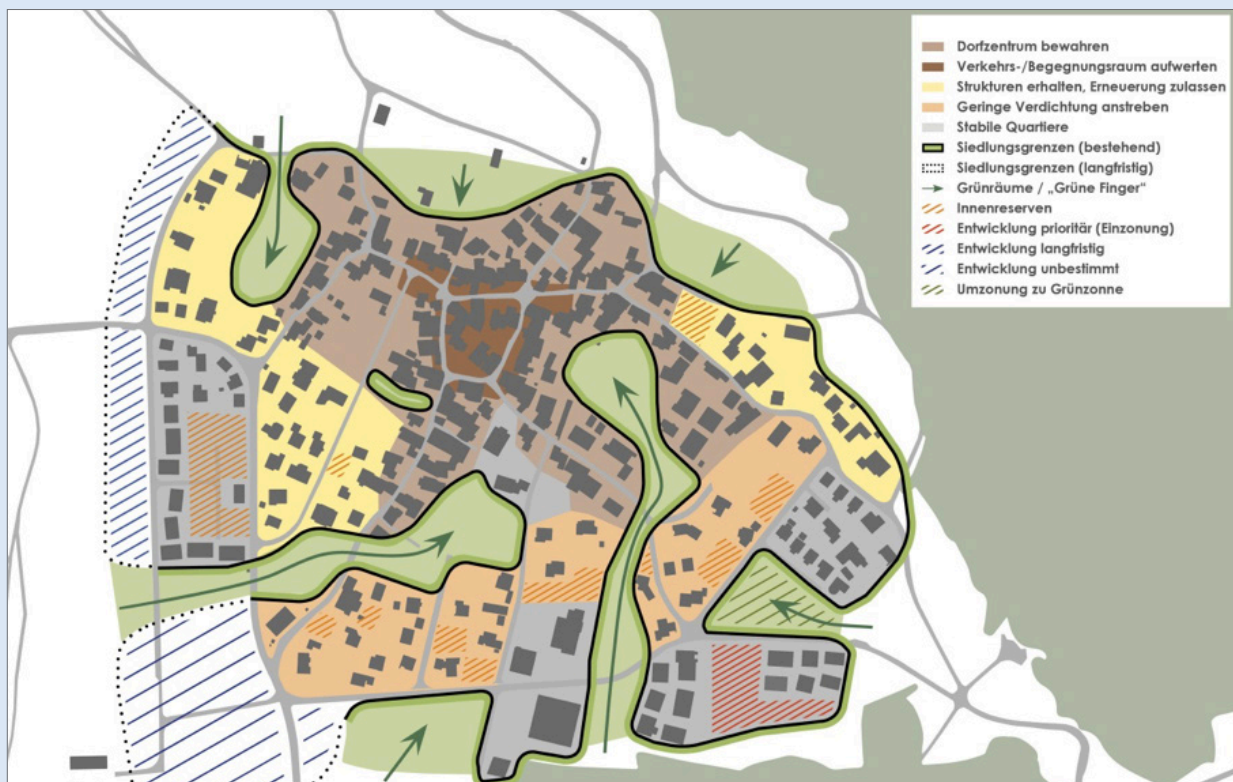 Dorfzentrum bewahren
Verkehrs-/Begegnungsraum aufwerten
Strukturen erhalten, Erneuerung zulassen
Geringe Verdichtung anstreben
Stabile Quartiere
Siedlungsgrenzen (bestehend)
Siedlungsgrenzen (langfristig)
Grünräume / „Grüne Finger“
Innenreserven
Entwicklung prioritär (Einzonung)
Entwicklung langfristig
Entwicklung unbestimmt
Umzonung zu Grünzonne